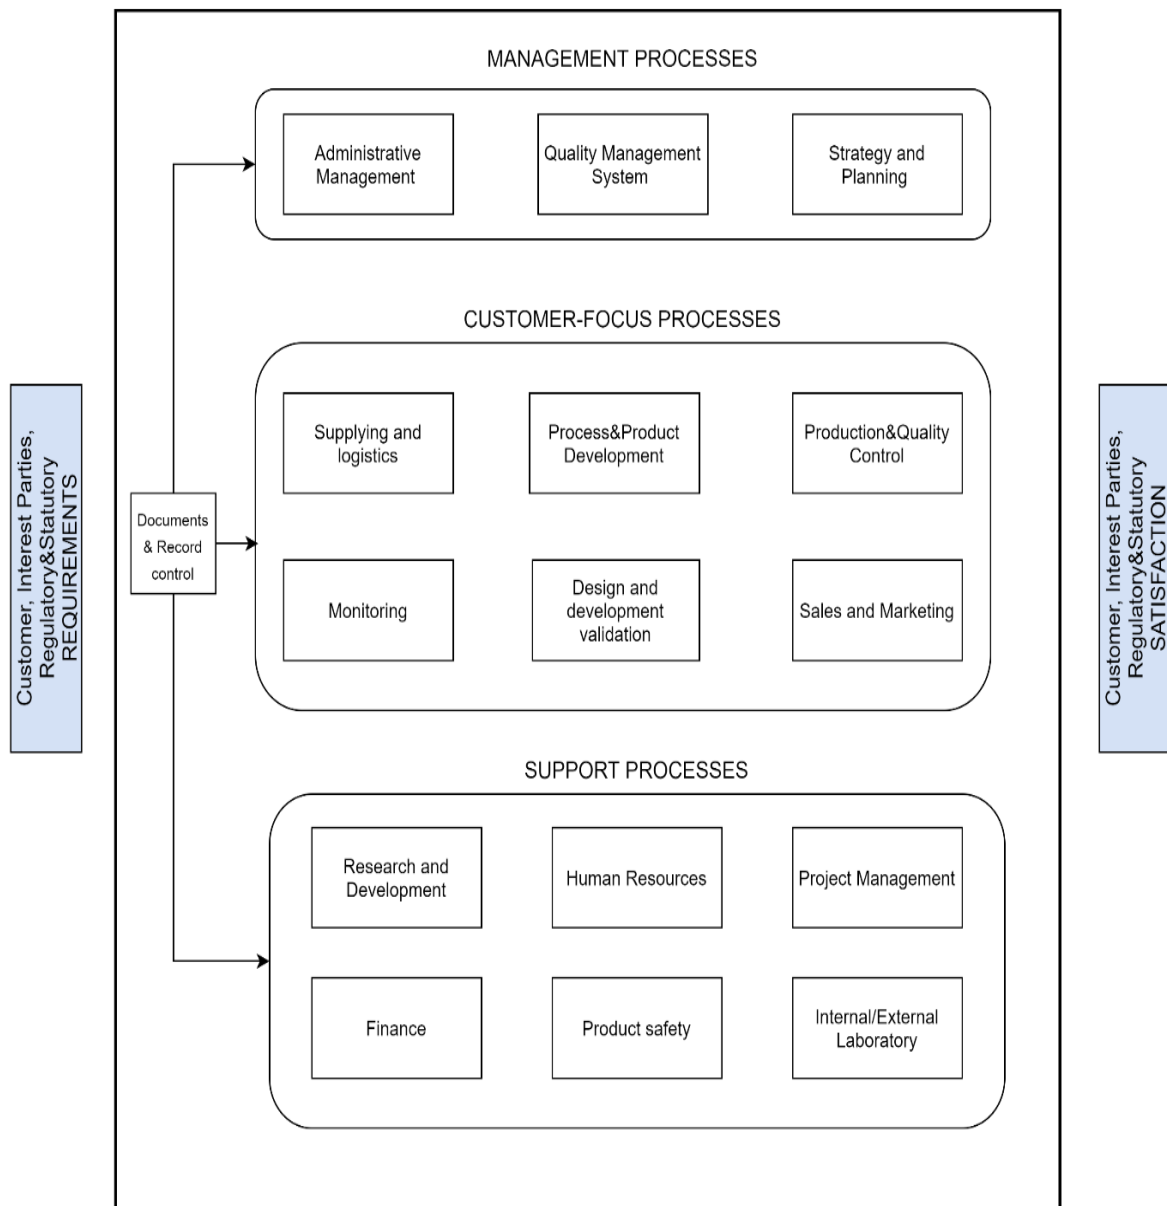 MANAGEMENT PROCESSES
Administrative
Management
Quality Management
System
Strategy and
Planning
CUSTOMER-FOCUS PROCESSES
Supplying and
logistics
Process&Product
Development
Production&Quality
Control
Customer, Interest Parties,
Regulatory&Statutory
REQUIREMENTS
Documents
& Record
control
Monitoring
Design and
development
validation
Sales and Marketing
Customer, Interest Parties,
Regulatory&Statutory
SATISFACTION
SUPPORT PROCESSES
Research and
Development
Human Resources
Project Management
Finance
Product safety
Internal/External
Laboratory